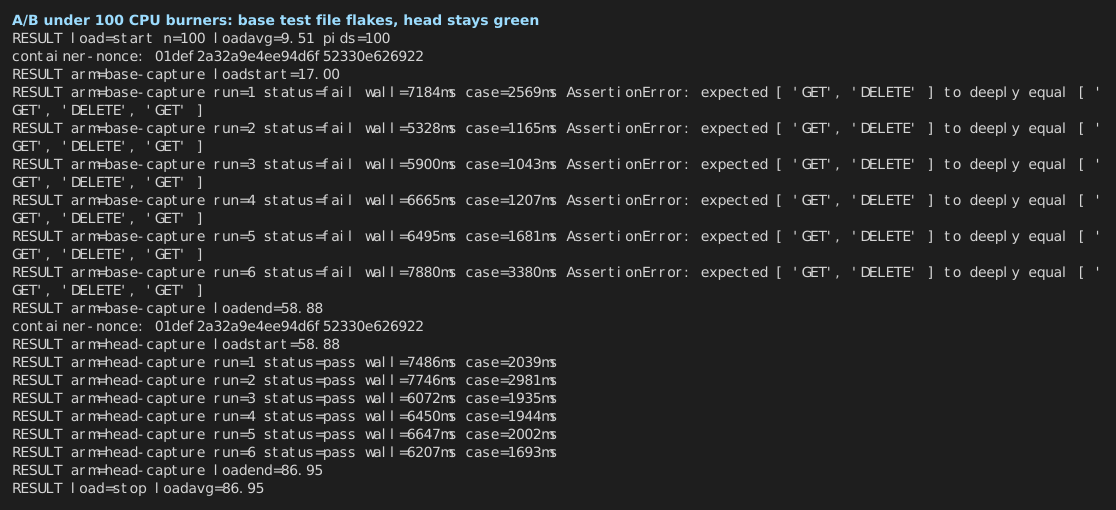 A/B under 100 CPU burners: base test file flakes, head stays green
RESULT load=start n=100 loadavg=9.51 pids=100
container-nonce: 01def2a32a9e4ee94d6f52330e626922
RESULT arm=base-capture loadstart=17.00
RESULT arm=base-capture run=1 status=fail wall=7184ms case=2569ms AssertionError: expected [ 'GET', 'DELETE' ] to deeply equal [ '
GET', 'DELETE', 'GET' ]
RESULT arm=base-capture run=2 status=fail wall=5328ms case=1165ms AssertionError: expected [ 'GET', 'DELETE' ] to deeply equal [ '
GET', 'DELETE', 'GET' ]
RESULT arm=base-capture run=3 status=fail wall=5900ms case=1043ms AssertionError: expected [ 'GET', 'DELETE' ] to deeply equal [ '
GET', 'DELETE', 'GET' ]
RESULT arm=base-capture run=4 status=fail wall=6665ms case=1207ms AssertionError: expected [ 'GET', 'DELETE' ] to deeply equal [ '
GET', 'DELETE', 'GET' ]
RESULT arm=base-capture run=5 status=fail wall=6495ms case=1681ms AssertionError: expected [ 'GET', 'DELETE' ] to deeply equal [ '
GET', 'DELETE', 'GET' ]
RESULT arm=base-capture run=6 status=fail wall=7880ms case=3380ms AssertionError: expected [ 'GET', 'DELETE' ] to deeply equal [ '
GET', 'DELETE', 'GET' ]
RESULT arm=base-capture loadend=58.88
container-nonce: 01def2a32a9e4ee94d6f52330e626922
RESULT arm=head-capture loadstart=58.88
RESULT arm=head-capture run=1 status=pass wall=7486ms case=2039ms
RESULT arm=head-capture run=2 status=pass wall=7746ms case=2981ms
RESULT arm=head-capture run=3 status=pass wall=6072ms case=1935ms
RESULT arm=head-capture run=4 status=pass wall=6450ms case=1944ms
RESULT arm=head-capture run=5 status=pass wall=6647ms case=2002ms
RESULT arm=head-capture run=6 status=pass wall=6207ms case=1693ms
RESULT arm=head-capture loadend=86.95
RESULT load=stop loadavg=86.95